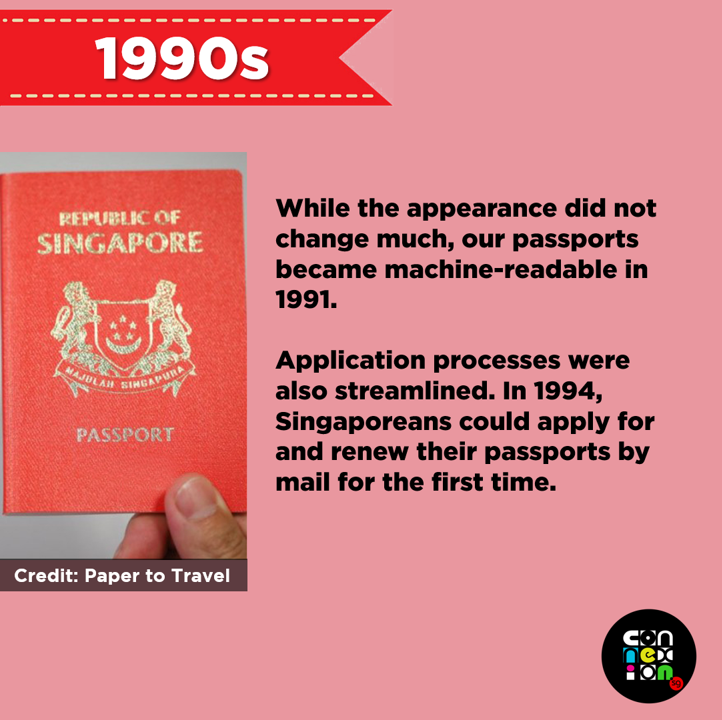 1990s
REPUBLIC OF
SINGAPORE
MAJULAH SINGAPURA
PASSPORT
While the appearance did not
change much, our passports
became machine-readable in
1991.
Application processes were
also streamlined. In 1994,
Singaporeans could apply for
and renew their passports by
mail for the first time.
Credit: Paper to Travel
con
nex
ion
sg